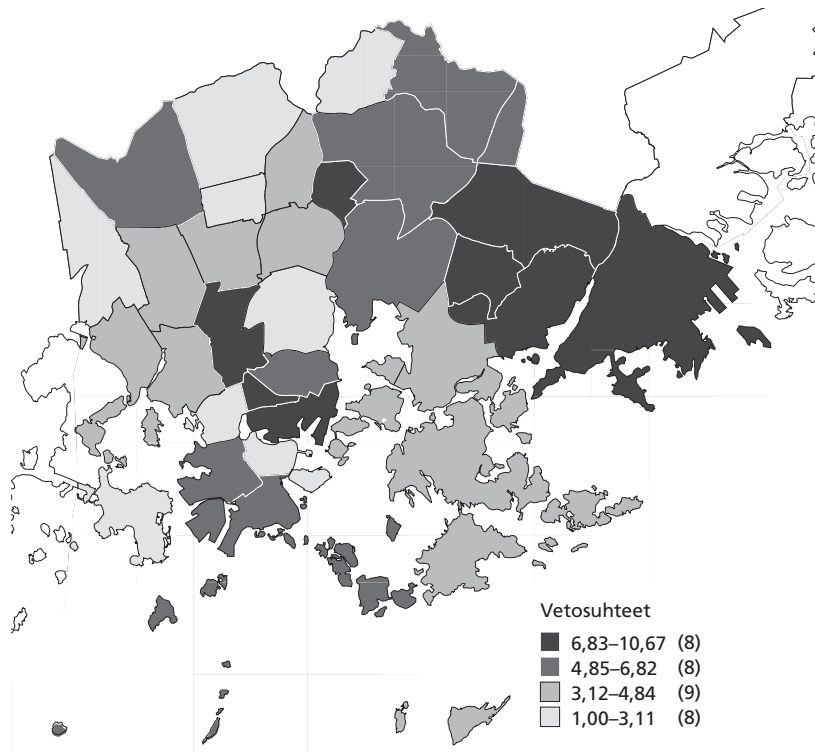 Vetosuhteet
6,83–10,67 (8)
4,85–6,82 (8)
3,12–4,84 (9)
1,00–3,11 (8)